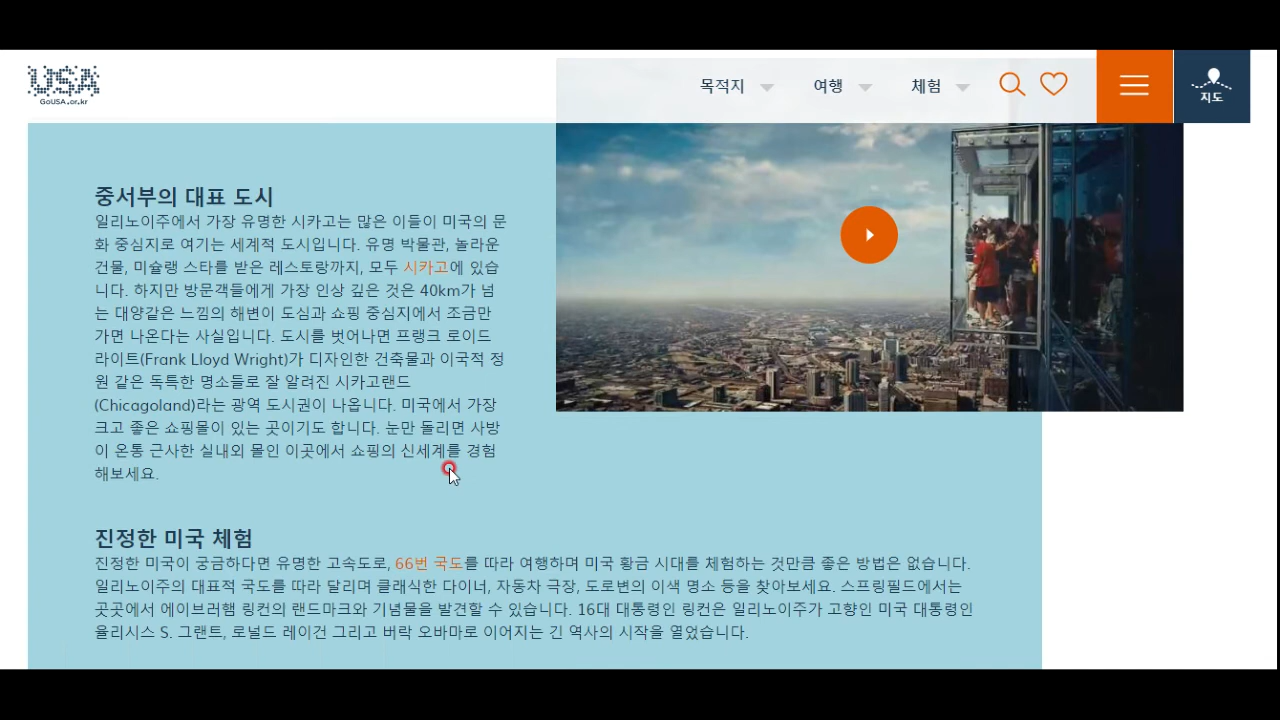 USA
GoUSA.or.kr
목적지
여행
체험
지도
중서부의 대표 도시
일리노이주에서 가장 유명한 시카고는 많은 이들이 미국의 문
화 중심지로 여기는 세계적 도시입니다. 유명 박물관, 놀라운
건물, 미슐랭 스타를 받은 레스토랑까지, 모두 시카고에 있습
니다. 하지만 방문객들에게 가장 인상 깊은 것은 40km가 넘
는 대양같은 느낌의 해변이 도심과 쇼핑 중심지에서 조금만
가면 나온다는 사실입니다. 도시를 벗어나면 프랭크 로이드
라이트(Frank Lloyd Wright)가 디자인한 건축물과 이국적 정
원 같은 독특한 명소들로 잘 알려진 시카고랜드
(Chicagoland)라는 광역 도시권이 나옵니다. 미국에서 가장
크고 좋은 쇼핑몰이 있는 곳이기도 합니다. 눈만 돌리면 사방
이 온통 근사한 실내외 몰인 이곳에서 쇼핑의 신세계를 경험
해보세요.
진정한 미국 체험
진정한 미국이 궁금하다면 유명한 고속도로, 66번 국도를 따라 여행하며 미국 황금 시대를 체험하는 것만큼 좋은 방법은 없습니다.
일리노이주의 대표적 국도를 따라 달리며 클래식한 다이너, 자동차 극장, 도로변의 이색 명소 등을 찾아보세요. 스프링필드에서는
곳곳에서 에이브러햄 링컨의 랜드마크와 기념물을 발견할 수 있습니다. 16대 대통령인 링컨은 일리노이주가 고향인 미국 대통령인
율리시스 S. 그랜트, 로널드 레이건 그리고 버락 오바마로 이어지는 긴 역사의 시작을 열었습니다.